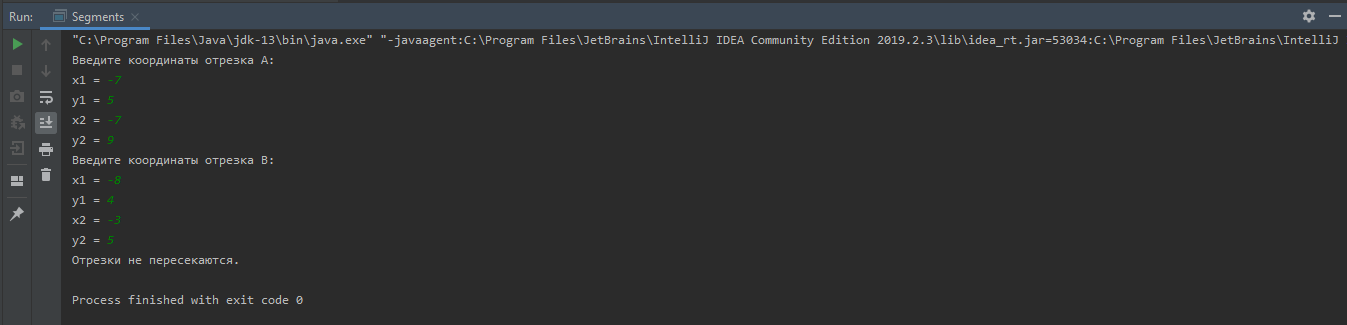 Run: Segments
"C:\Program Files\Java\jdk-13\bin\java.exe" "-javaagent:C:\Program Files\JetBrains\IntelliJ IDEA Community Edition 2019.2.3\lib\idea_rt.jar=53034:C:\Program Files\JetBrains\IntelliJ
Введите координаты отрезка A:
x1 = -7
y1 = 5
x2 = -7
y2 = 9
Введите координаты отрезка B:
x1 = -8
y1 = 4
x2 = -3
y2 = 5
Отрезки не пересекаются.
Process finished with exit code 0